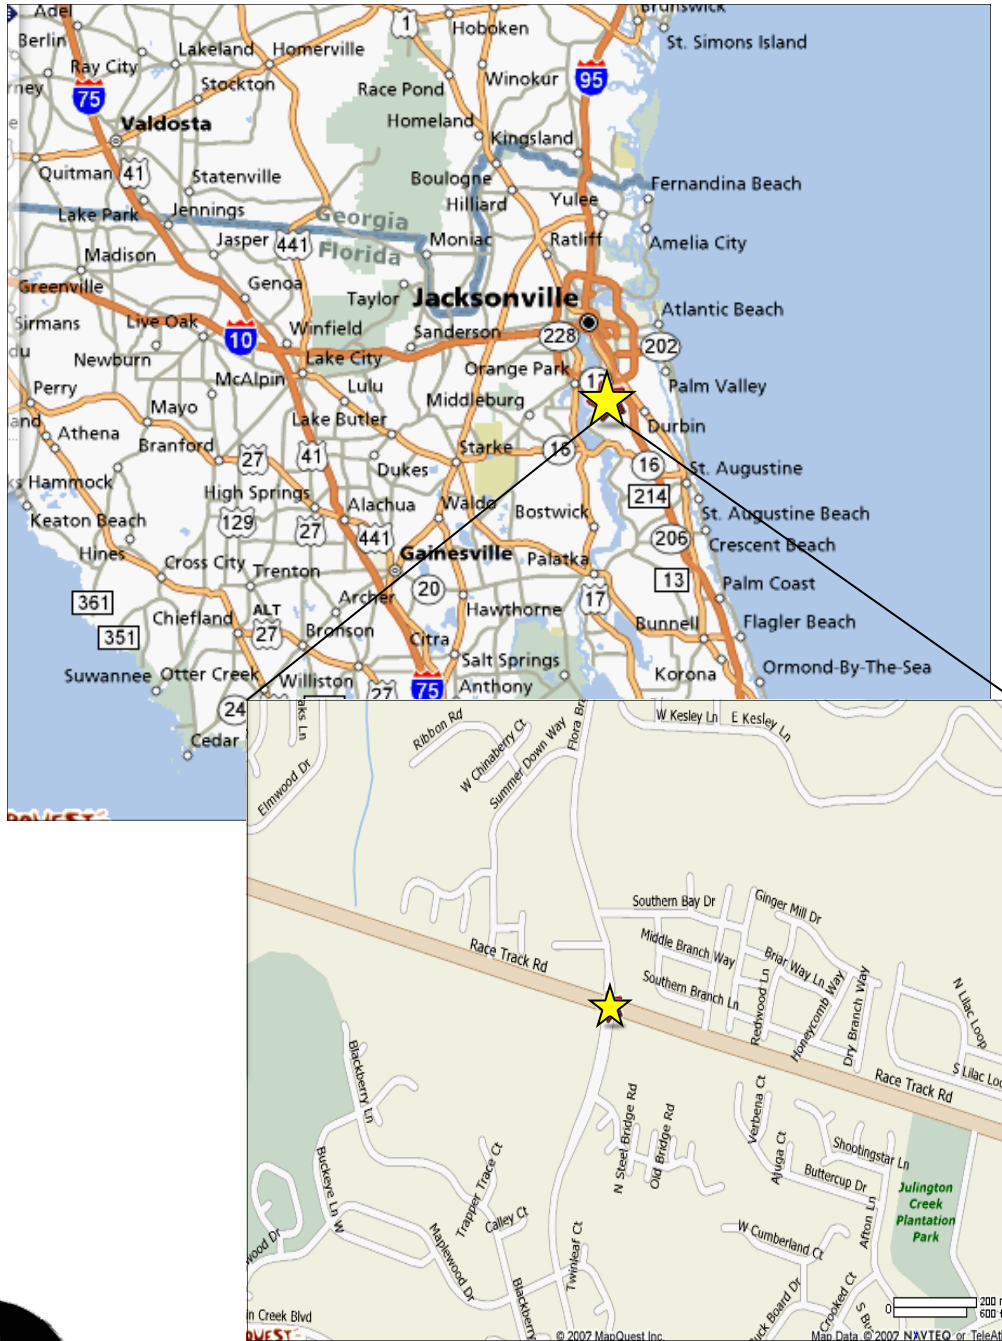 Adel
1
Hoboken
Brunswick
Berlin
Lakeland
Homerville
St. Simons Island
Ray City
Winokur
95
75
Stockton
Race Pond
Valdosta
Homeland
Kingsland
Quitman
41
Statenville
Boulogne
Fernandina Beach
Lake Park
Jennings
Hilliard
Yulee
Georgia
Jasper
441
Florida
Moniac
Ratliff
Amelia City
Madison
Greenville
Genoa
Taylor
Jacksonville
Atlantic Beach
Sirmans
Live Oak
10
Winfield
Sanderson
228
202
Newburn
Lake City
Orange Park
McAlpin
Lulu
Palm Valley
Perry
Mayo
Lake Butler
Middleburg
Durbin
Athena
Branford
27
41
Starke
16
16
St. Augustine
Hammock
Dukes
214
High Springs
Alachua
Waldo
Bostwick
St. Augustine Beach
Keaton Beach
129
27
441
206
Crescent Beach
Hines
Gainesville
Palatka
Cross City
Trenton
20
13
Palm Coast
361
Archer
17
Chiefland
ALT
27
Hawthorne
Flagler Beach
351
Bronson
Citra
Bunnell
Suwannee
Otter Creek
Salt Springs
Korona
Ormond-By-The-Sea
Williston
27
75
Anthony
24
Cedar
Ribbon Rd
W Chinaberry Ct
Summer Down Way
Flora
W Kesley Ln
E Kesley Ln
Elmwood Dr
Southern Bay Dr
Ginger Mill Dr
Race Track Rd
Middle Branch Way
Briar Way Ln
Southern Branch Ln
Redwood Ln
Honeycomb Way
Dry Branch Way
N Lilac Loop
S Lilac
Race Track Rd
Blackberry Ln
N Steel Bridge Rd
Old Bridge Rd
Verbena Ct
Ajuga Ct
Shootingstar Ln
Buttercup Dr
Buckeye Ln W
Trapper Trace Ct
Calley Ct
Afton Ln
Julington
Creek
Plantation
Park
Maplewood Dr
Twinleaf Ct
W Cumberland Ct
Blackberry
Crooked Ct
Creek Blvd
0
200
600
© 2007 MapQuest Inc.
Map Data © 2007 NAVTEQ or TeleAt